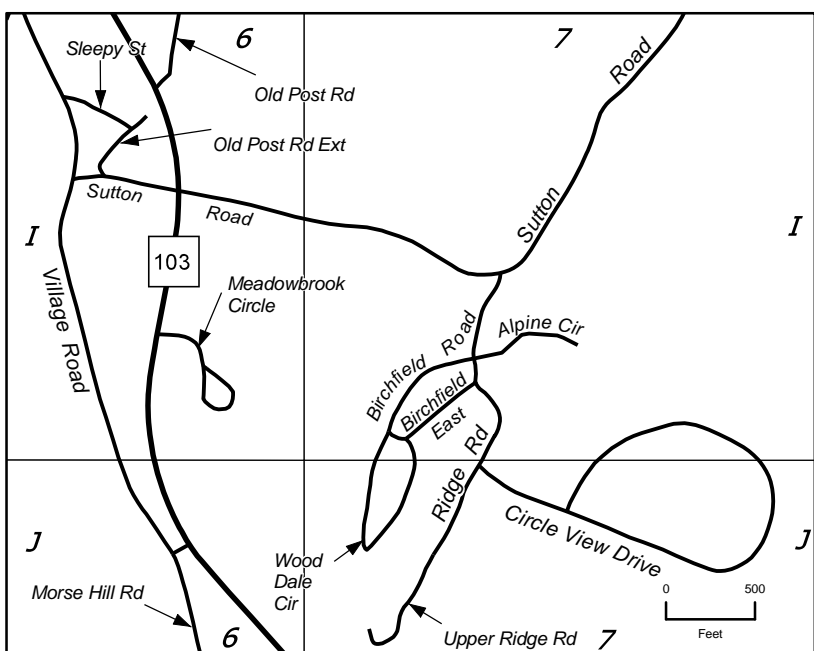 6
7
Sleepy St
Old Post Rd
Old Post Rd Ext
Road
Sutton
Road
Sutton
I
I
103
Village Road
Meadowbrook
Circle
Road
Alpine Cir
Birchfield
Birchfield
East
Ridge Rd
Circle View Drive
J
J
Wood
Dale
Cir
0 500
Feet
Morse Hill Rd
6
Upper Ridge Rd
7